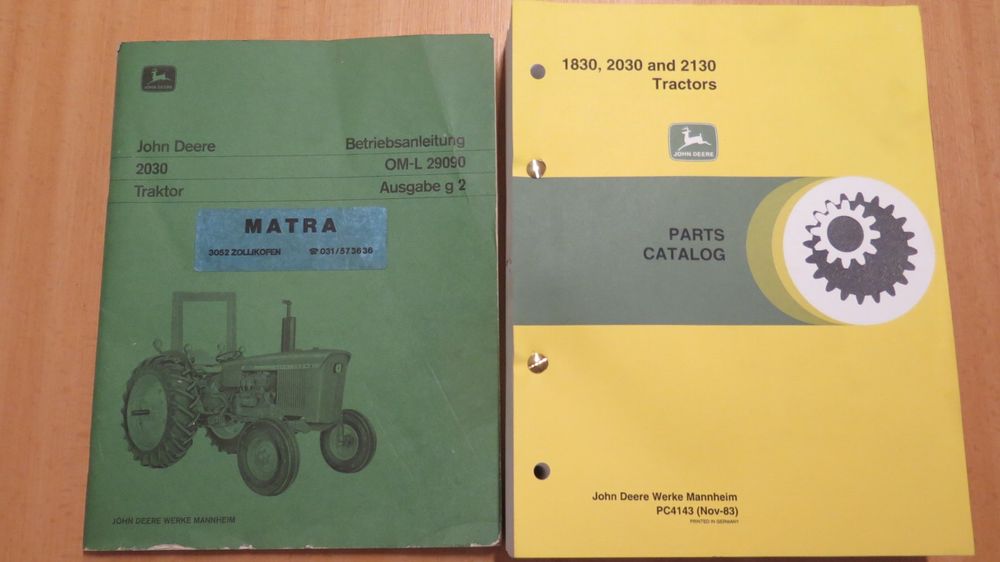 JOHN DEERE
John Deere
2030
Traktor
Betriebsanleitung
OM-L 29090
Ausgabe g 2
MATRA
3052 ZOLLIKOFEN ☎ 031/573636
JOHN DEERE WERKE MANNHEIM
1830, 2030 and 2130
Tractors
JOHN DEERE
PARTS
CATALOG
John Deere Werke Mannheim
PC4143 (Nov-83)
PRINTED IN GERMANY